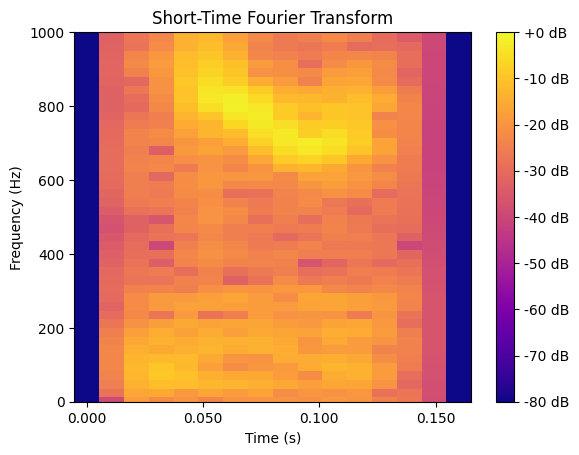 Short-Time Fourier Transform
1000
800
600
400
200
0
Frequency (Hz)
0.000
0.050
0.100
0.150
Time (s)
+0 dB
-10 dB
-20 dB
-30 dB
-40 dB
-50 dB
-60 dB
-70 dB
-80 dB